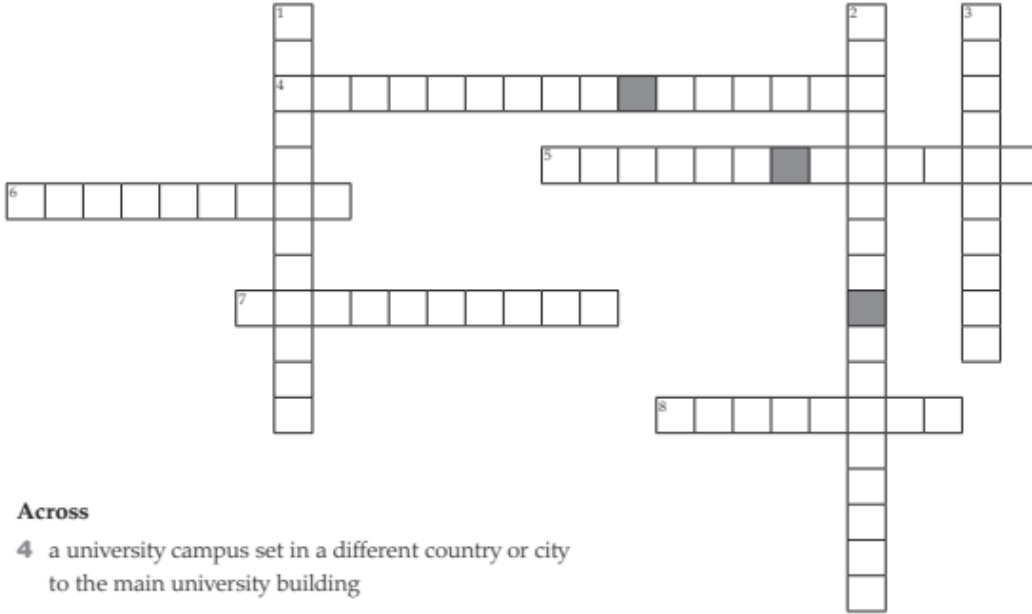 1
2
3
4
5
6
7
8
Across
4 a university campus set in a different country or city
to the main university building